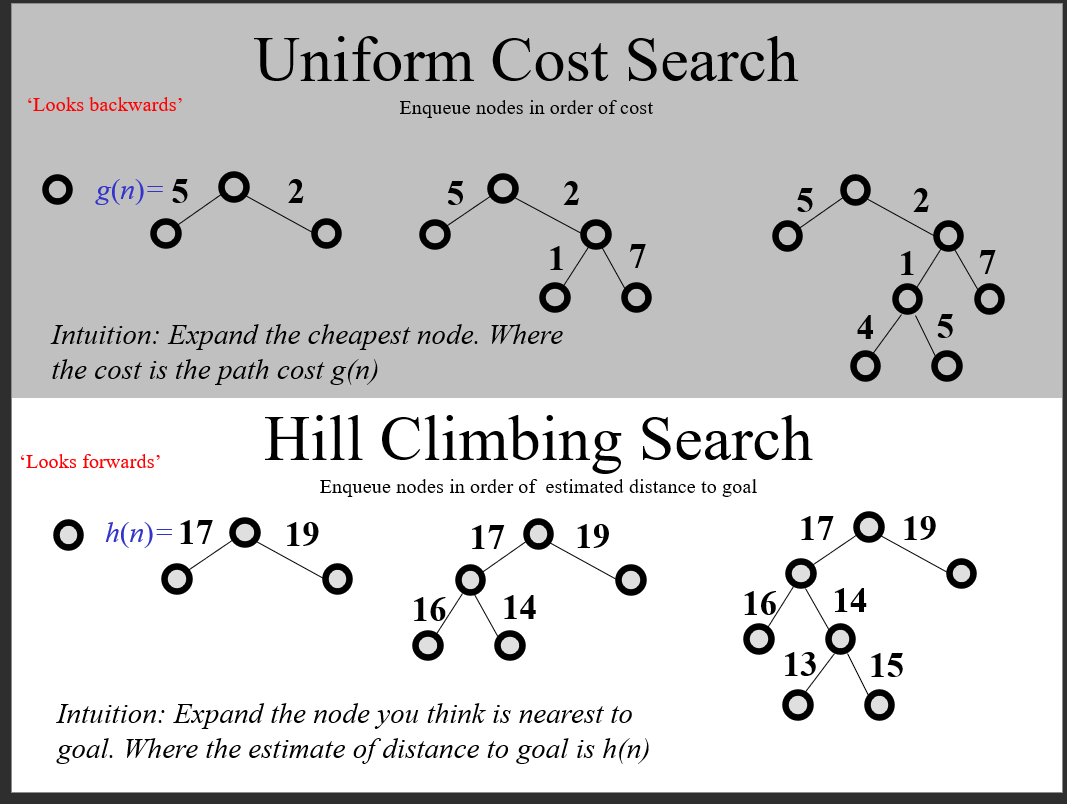 Uniform Cost Search
‘Looks backwards’
Enqueue nodes in order of cost
g(n)= 5 2
5 2
1 7
5 2
1 7
4 5
Intuition: Expand the cheapest node. Where
the cost is the path cost g(n)
Hill Climbing Search
‘Looks forwards’
Enqueue nodes in order of estimated distance to goal
h(n)= 17 19
17 19
16 14
17 19
16 14
13 15
Intuition: Expand the node you think is nearest to
goal. Where the estimate of distance to goal is h(n)